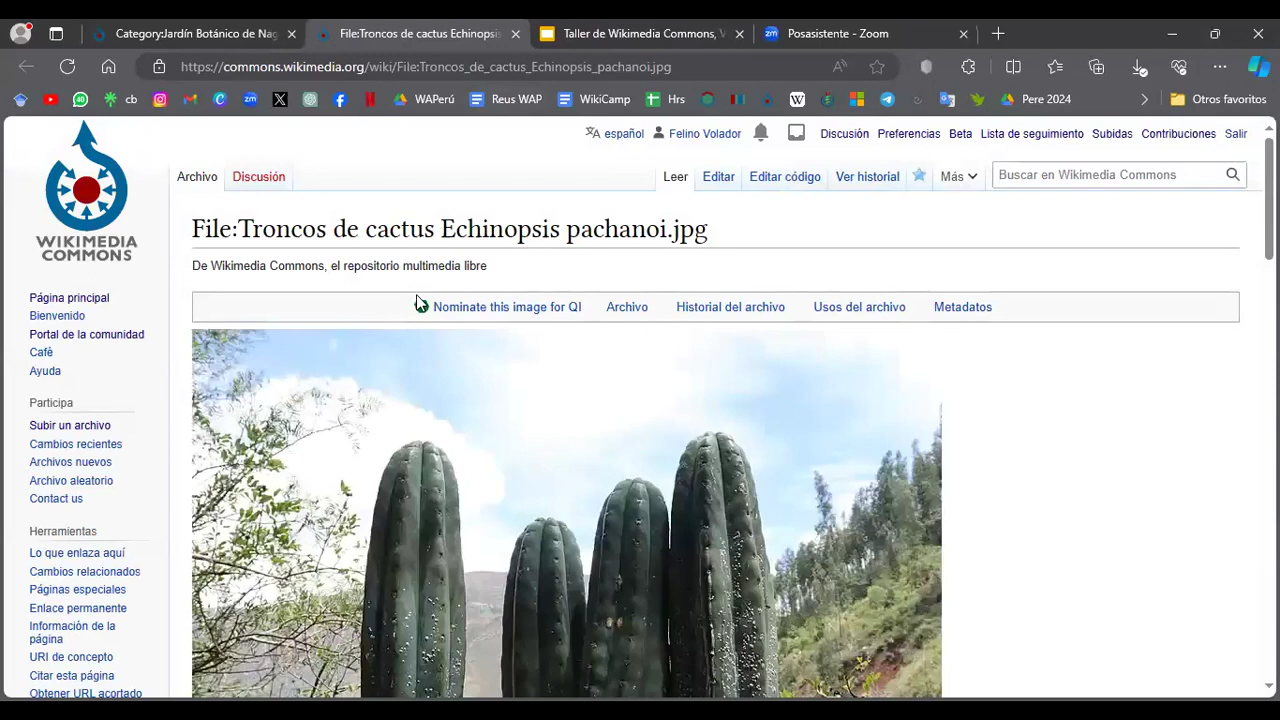 Category:Jardín Botánico de Nag
File:Troncos de cactus Echinopsis
Taller de Wikimedia Commons, V
Posasistente - Zoom
https://commons.wikimedia.org/wiki/File:Troncos_de_cactus_Echinopsis_pachanoi.jpg
cb
WAPerú
Reus WAP
WikiCamp
Hrs
Pere 2024
Otros favoritos
español
Felino Volador
Discusión
Preferencias
Beta
Lista de seguimiento
Subidas
Contribuciones
Salir
Archivo
Discusión
Leer
Editar
Editar código
Ver historial
Más
Buscar en Wikimedia Commons
WIKIMEDIA
COMMONS
File:Troncos de cactus Echinopsis pachanoi.jpg
De Wikimedia Commons, el repositorio multimedia libre
Nominate this image for QI
Archivo
Historial del archivo
Usos del archivo
Metadatos
Página principal
Bienvenido
Portal de la comunidad
Café
Ayuda
Participa
Subir un archivo
Cambios recientes
Archivos nuevos
Archivo aleatorio
Contact us
Herramientas
Lo que enlaza aquí
Cambios relacionados
Páginas especiales
Enlace permanente
Información de la
página
URI de concepto
Citar esta página
Obtener URL acortado